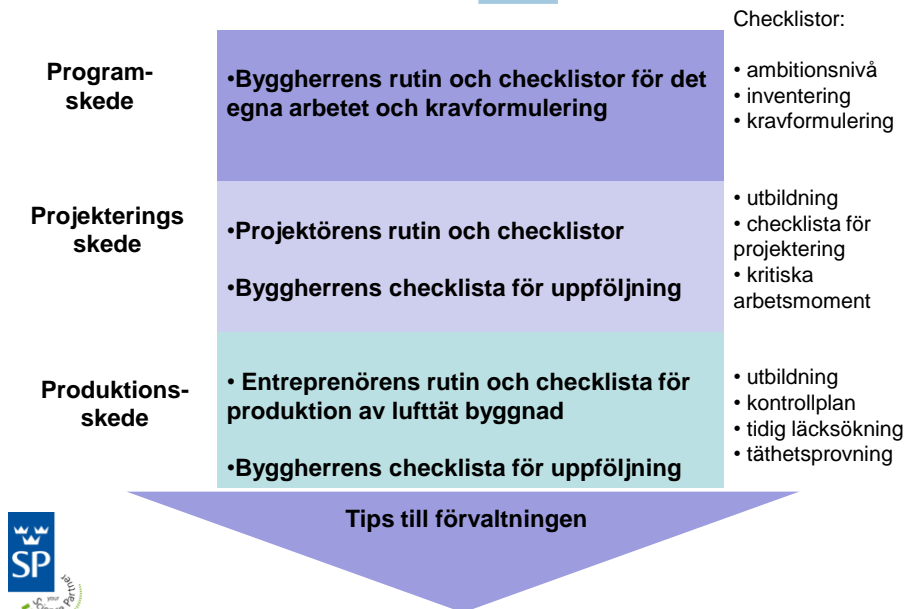 Checklistor:
Program-
skede
•Byggherrens rutin och checklistor för det
egna arbetet och kravformulering
• ambitionsnivå
• inventering
• kravformulering
Projekterings
skede
•Projektörens rutin och checklistor
•Byggherrens checklista för uppföljning
• utbildning
• checklista för
projektering
• kritiska
arbetsmoment
Produktions-
skede
• Entreprenörens rutin och checklista för
produktion av lufttät byggnad
•Byggherrens checklista för uppföljning
• utbildning
• kontrollplan
• tidig läcksökning
• täthetsprovning
Tips till förvaltningen
SP
your
Partner